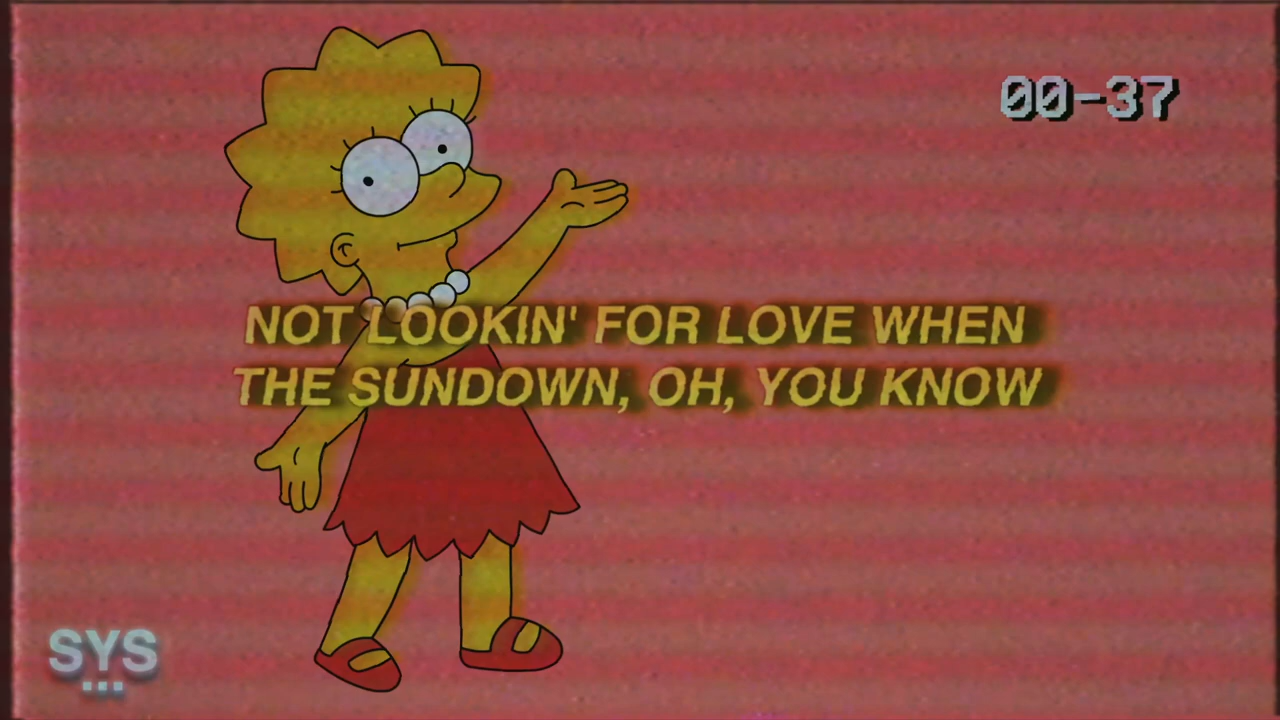 00-37
NOT LOOKIN' FOR LOVE WHEN
THE SUNDOWN, OH, YOU KNOW
SYS